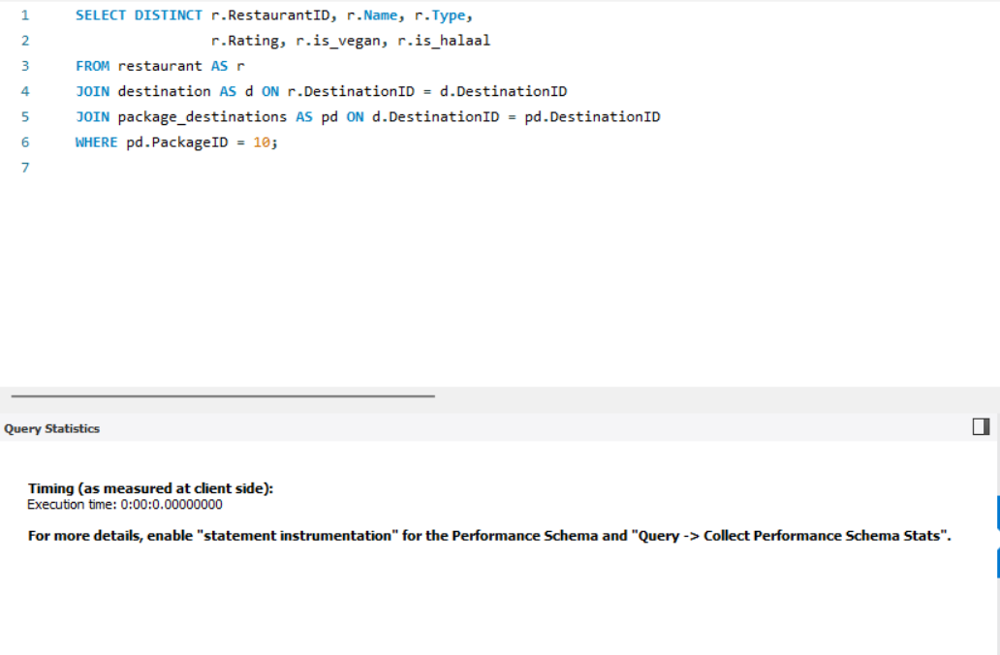 1 SELECT DISTINCT r.RestaurantID, r.Name, r.Type,
2 r.Rating, r.is_vegan, r.is_halaal
3 FROM restaurant AS r
4 JOIN destination AS d ON r.DestinationID = d.DestinationID
5 JOIN package_destinations AS pd ON d.DestinationID = pd.DestinationID
6 WHERE pd.PackageID = 10;
7
Query Statistics
Timing (as measured at client side):
Execution time: 0:00:0.00000000
For more details, enable "statement instrumentation" for the Performance Schema and "Query -> Collect Performance Schema Stats".